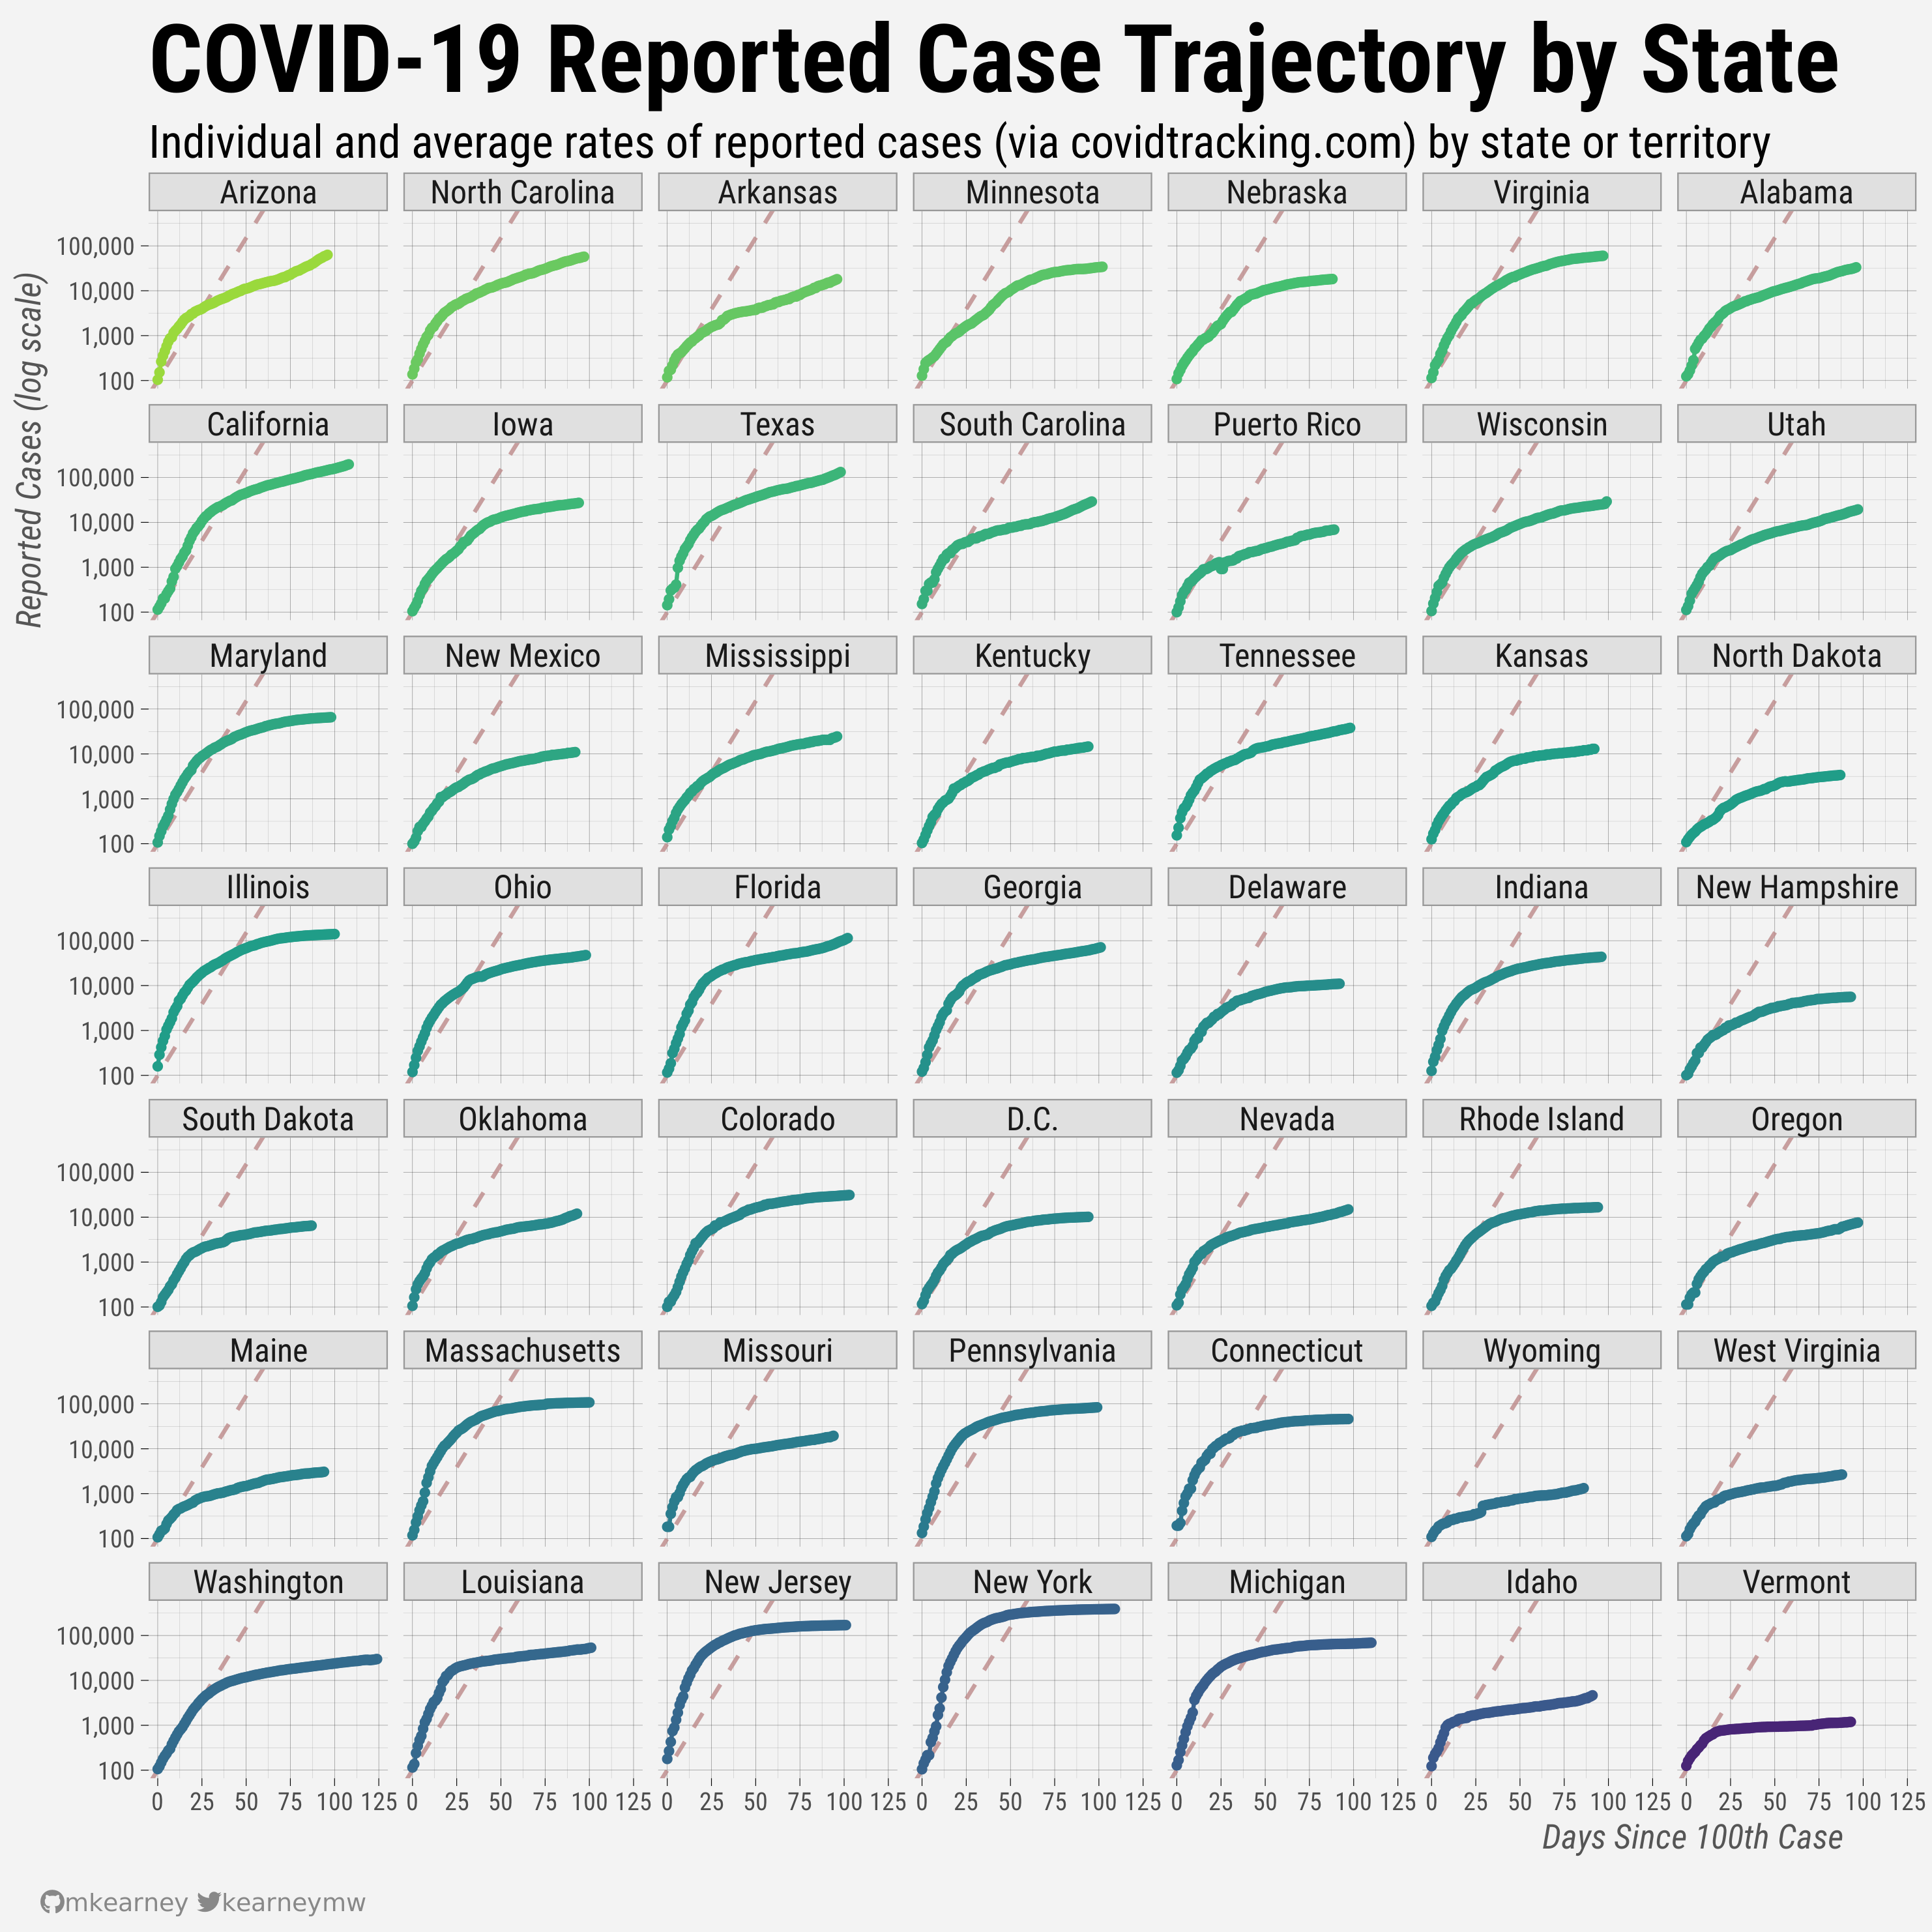 COVID-19 Reported Case Trajectory by State
Individual and average rates of reported cases (via covidtracking.com) by state or territory
Arizona North Carolina Arkansas Minnesota Nebraska Virginia Alabama
100,000
10,000
1,000
100
Reported Cases (log scale)
California Iowa Texas South Carolina Puerto Rico Wisconsin Utah
100,000
10,000
1,000
100
Maryland New Mexico Mississippi Kentucky Tennessee Kansas North Dakota
100,000
10,000
1,000
100
Illinois Ohio Florida Georgia Delaware Indiana New Hampshire
100,000
10,000
1,000
100
South Dakota Oklahoma Colorado D.C. Nevada Rhode Island Oregon
100,000
10,000
1,000
100
Maine Massachusetts Missouri Pennsylvania Connecticut Wyoming West Virginia
100,000
10,000
1,000
100
Washington Louisiana New Jersey New York Michigan Idaho Vermont
100,000
10,000
1,000
100
0 25 50 75 100 125 0 25 50 75 100 125 0 25 50 75 100 125 0 25 50 75 100 125 0 25 50 75 100 125 0 25 50 75 100 125 0 25 50 75 100 125
Days Since 100th Case
mkearney kearneymw